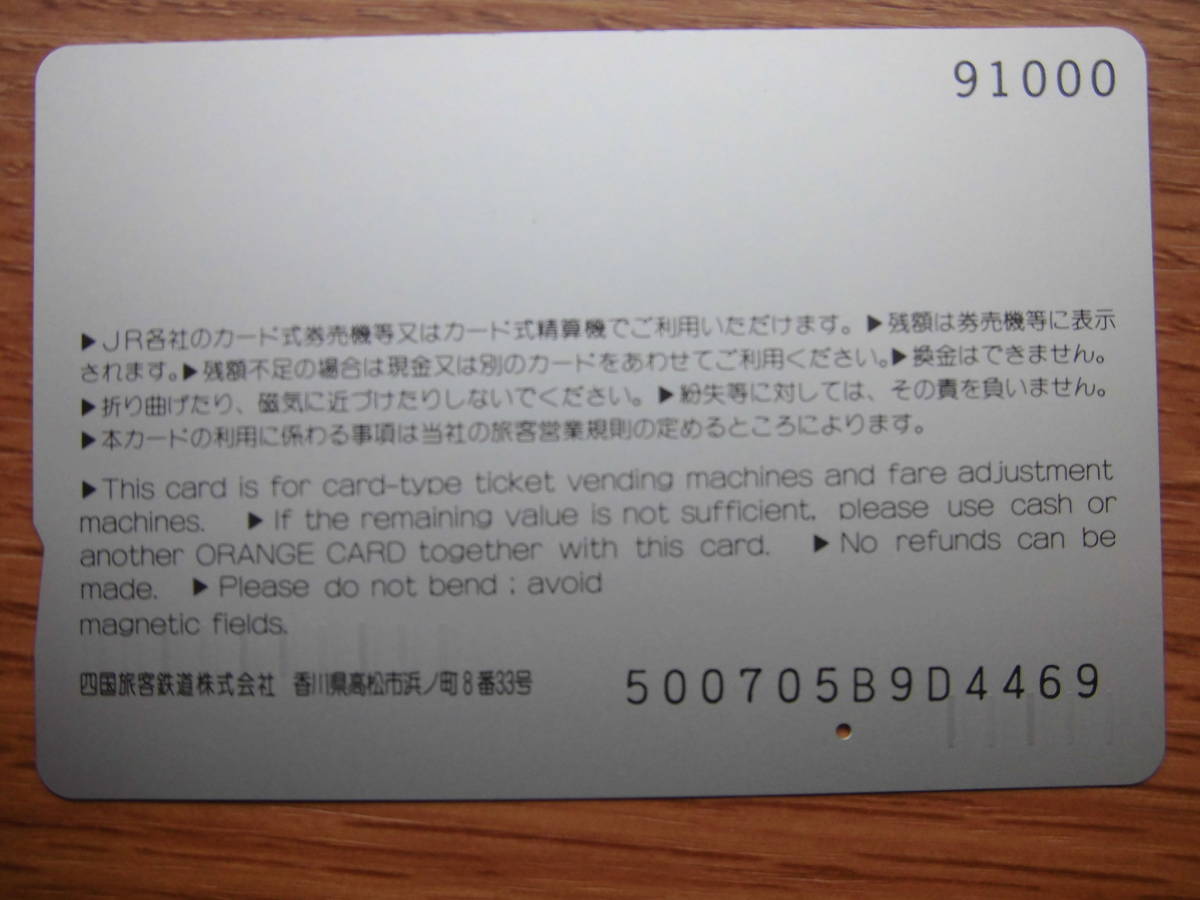 91000
▶JR各社のカード式券売機等又はカード式精算機でご利用いただけます。▶残額は券売機等に表示
されます。▶残額不足の場合は現金又は別のカードをあわせてご利用ください。▶換金はできません。
▶折り曲げたり、磁気に近づけたりしないでください。▶紛失等に対しては、その責を負いません。
▶本カードの利用に係わる事項は当社の旅客営業規則の定めるところによります。
▶This card is for card-type ticket vending machines and fare adjustment
machines. ▶If the remaining value is not sufficient, please use cash or
another ORANGE CARD together with this card. ▶No refunds can be
made. ▶Please do not bend ; avoid
magnetic fields.
四国旅客鉄道株式会社 香川県高松市浜ノ町8番33号
500705B9D4469